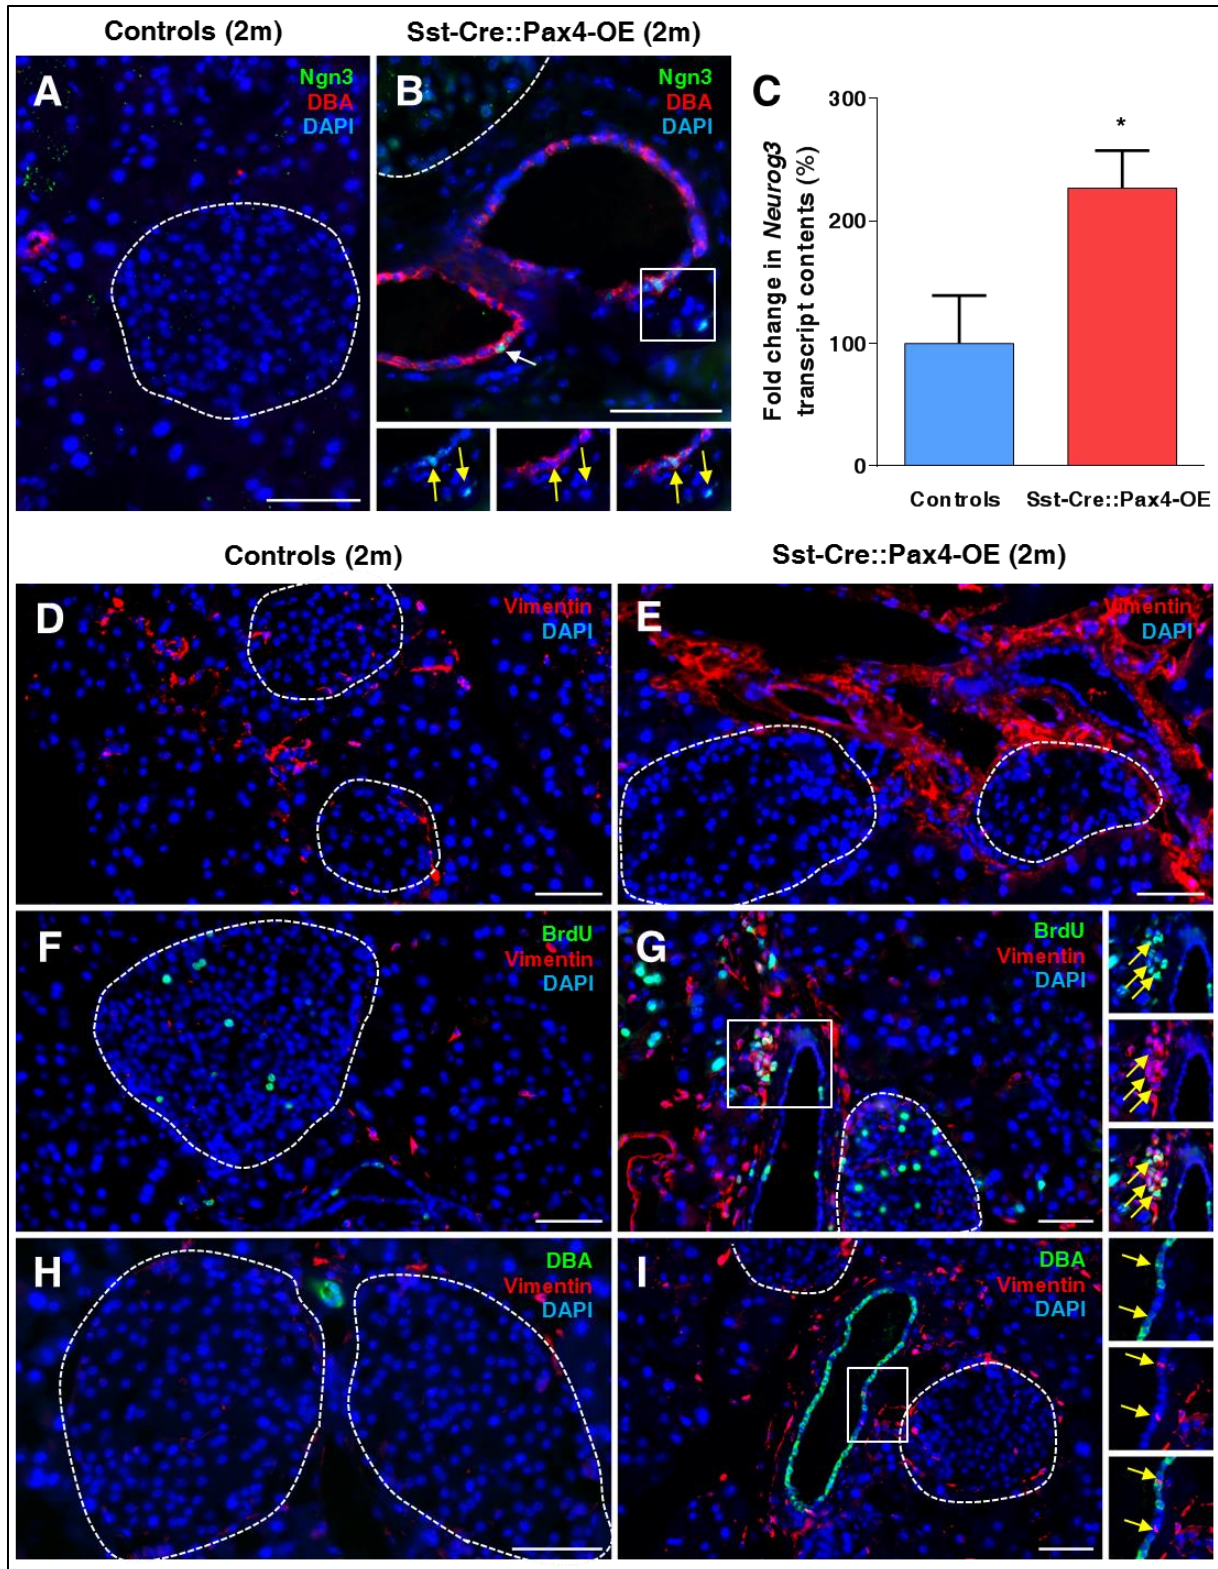 Controls (2m)
Sst-Cre::Pax4-OE (2m)
A
Ngn3
DBA
DAPI
B
Ngn3
DBA
DAPI
C
Fold change in Neurog3
transcript contents (%)
300
200
100
0
*
Controls
Sst-Cre::Pax4-OE
Controls (2m)
Sst-Cre::Pax4-OE (2m)
D
Vimentin
DAPI
E
Vimentin
DAPI
F
BrdU
Vimentin
DAPI
G
BrdU
Vimentin
DAPI
H
DBA
Vimentin
DAPI
I
DBA
Vimentin
DAPI